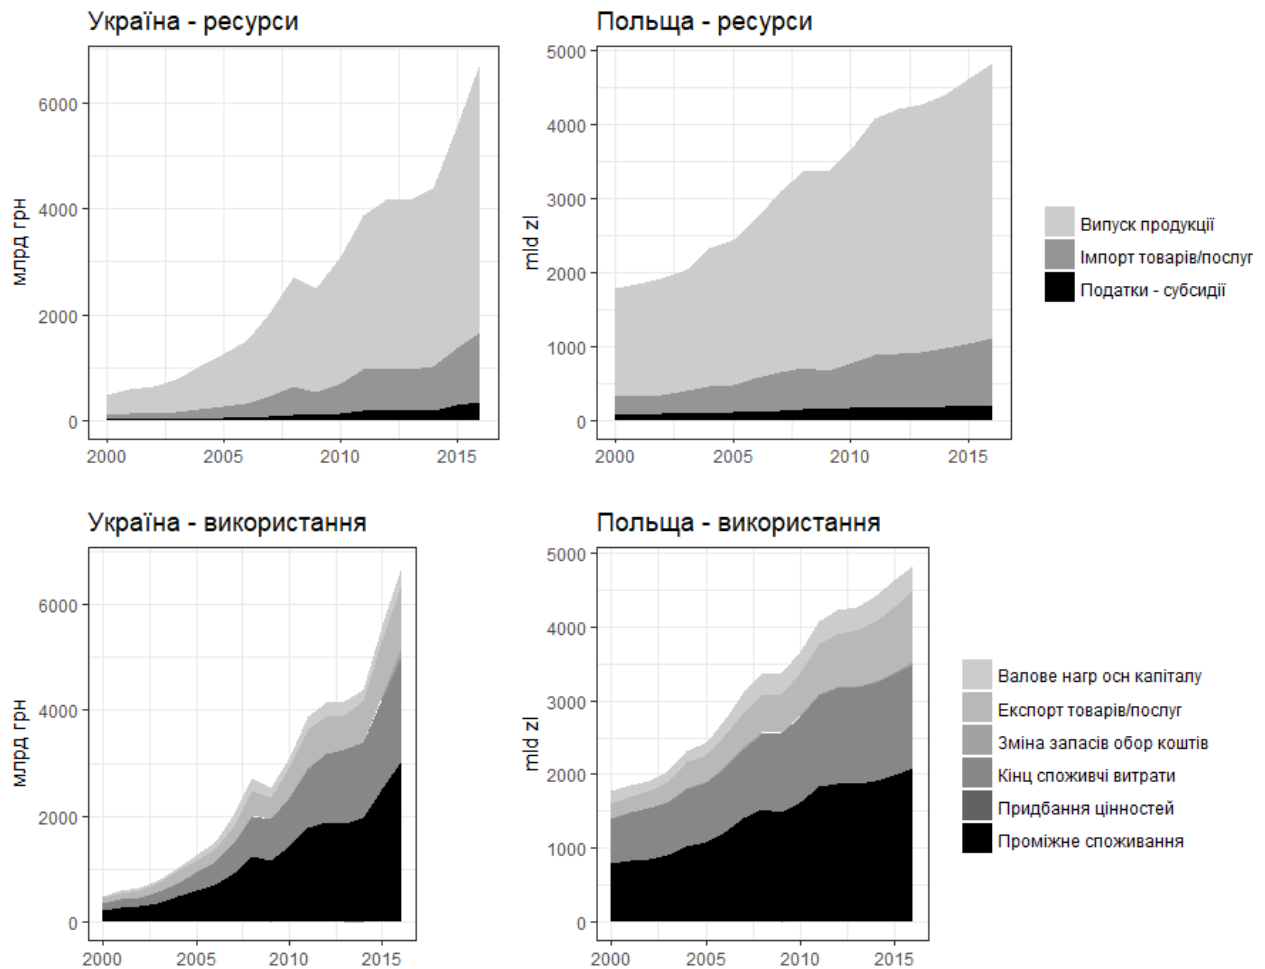 Україна - ресурси
Польща - ресурси
млрд грн
6000
4000
2000
0
2000
2005
2010
2015
mld zl
5000
4000
3000
2000
1000
0
2000
2005
2010
2015
Випуск продукції
Імпорт товарів/послуг
Податки - субсидії
Україна - використання
Польща - використання
млрд грн
6000
4000
2000
0
2000
2005
2010
2015
mld zl
5000
4000
3000
2000
1000
0
2000
2005
2010
2015
Валове нагр осн капіталу
Експорт товарів/послуг
Зміна запасів обор коштів
Кінц споживчі витрати
Придбання цінностей
Проміжне споживання